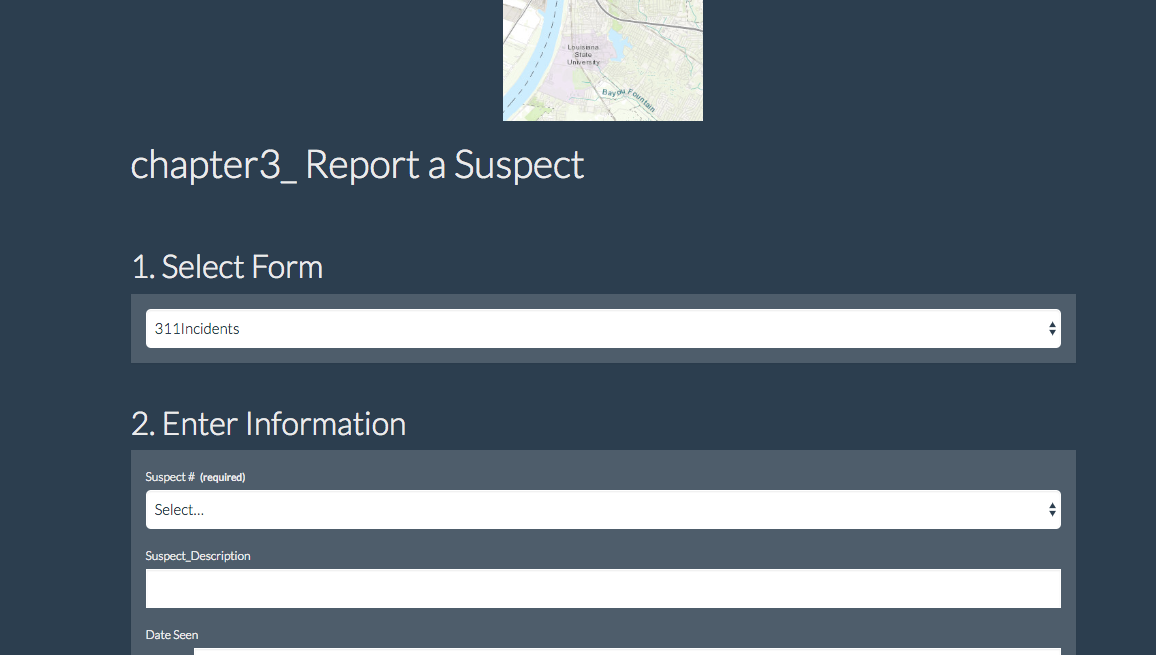 Louisiana
State
University
Bayou Fountain
chapter3_ Report a Suspect
1. Select Form
311Incidents
2. Enter Information
Suspect # (required)
Select...
Suspect_Description
Date Seen